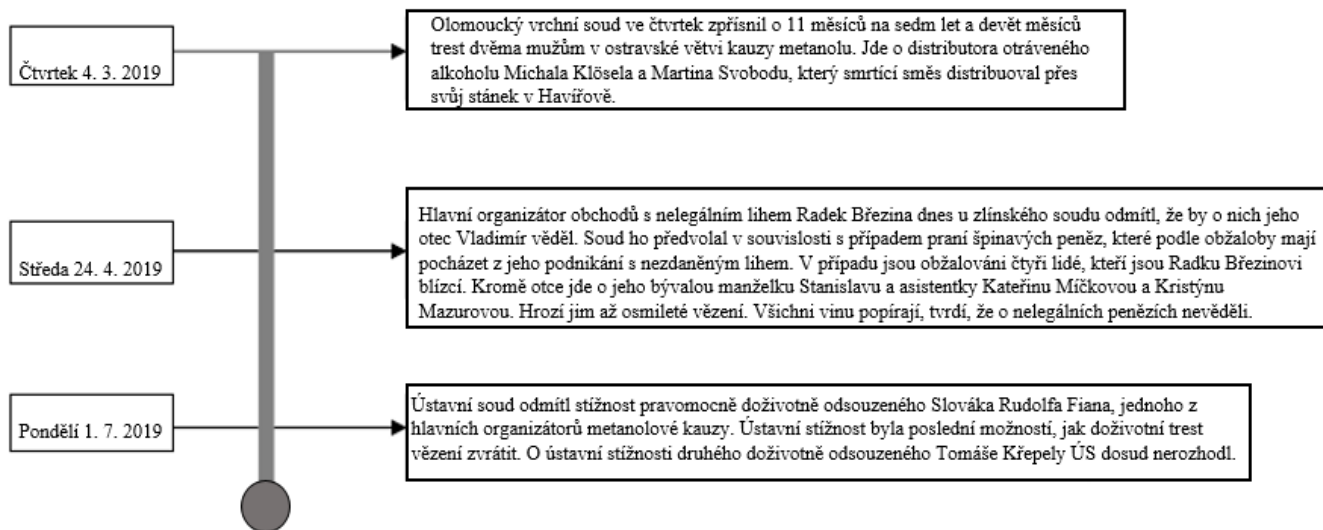 Čtvrtek 4. 3. 2019
Olomoucký vrchní soud ve čtvrtek zpřísnil o 11 měsíců na sedm let a devět měsíců
trest dvěma mužům v ostravské větvi kauzy metanolu. Jde o distributora otráveného
alkoholu Michala Klösela a Martina Svobodu, který smrtící směs distribuoval přes
svůj stánek v Havířově.
Středa 24. 4. 2019
Hlavní organizátor obchodů s nelegálním lihem Radek Březina dnes u zlínského soudu odmítl, že by o nich jeho
otec Vladimír věděl. Soud ho předvolal v souvislosti s případem praní špinavých peněz, které podle obžaloby mají
pocházet z jeho podnikání s nezdaněným lihem. V případu jsou obžalováni čtyři lidé, kteří jsou Radku Březinovi
blízcí. Kromě otce jde o jeho bývalou manželku Stanislavu a asistentky Kateřinu Míčkovou a Kristýnu
Mazurovou. Hrozí jim až osmileté vězení. Všichni vinu popírají, tvrdí, že o nelegálních penězích nevěděli.
Pondělí 1. 7. 2019
Ústavní soud odmítl stížnost pravomocně doživotně odsouzeného Slováka Rudolfa Fiana, jednoho z
hlavních organizátorů metanolové kauzy. Ústavní stížnost byla poslední možností, jak doživotní trest
vězení zvrátit. O ústavní stížnosti druhého doživotně odsouzeného Tomáše Křepely ÚS dosud nerozhodl.